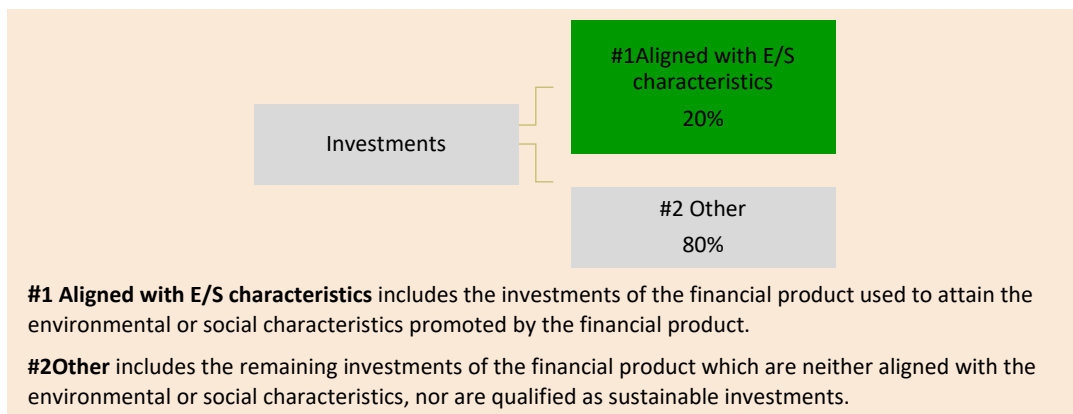 #1Aligned with E/S
characteristics
20%
Investments
#2 Other
80%
#1 Aligned with E/S characteristics includes the investments of the financial product used to attain the
environmental or social characteristics promoted by the financial product.
#2Other includes the remaining investments of the financial product which are neither aligned with the
environmental or social characteristics, nor are qualified as sustainable investments.